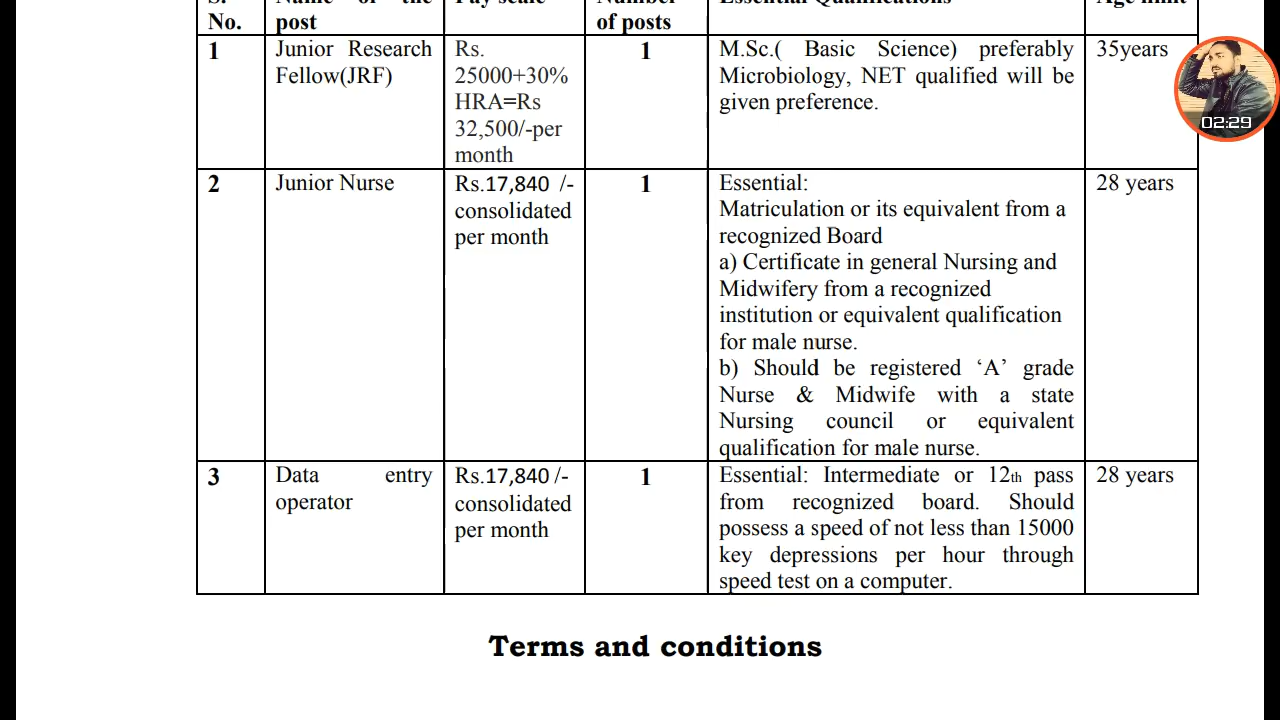 S. Name of the Pay scale Number Essential Qualifications Age limit
No. post of posts
1 Junior Research Rs. 1 M.Sc.( Basic Science) preferably 35years
Fellow(JRF) 25000+30% Microbiology, NET qualified will be
HRA=Rs given preference.
32,500/-per
month
02:29
2 Junior Nurse Rs.17,840 /- 1 Essential: 28 years
consolidated Matriculation or its equivalent from a
per month recognized Board
a) Certificate in general Nursing and
Midwifery from a recognized
institution or equivalent qualification
for male nurse.
b) Should be registered ‘A’ grade
Nurse & Midwife with a state
Nursing council or equivalent
qualification for male nurse.
3 Data entry Rs.17,840 /- 1 Essential: Intermediate or 12th pass 28 years
operator consolidated from recognized board. Should
per month possess a speed of not less than 15000
key depressions per hour through
speed test on a computer.
Terms and conditions